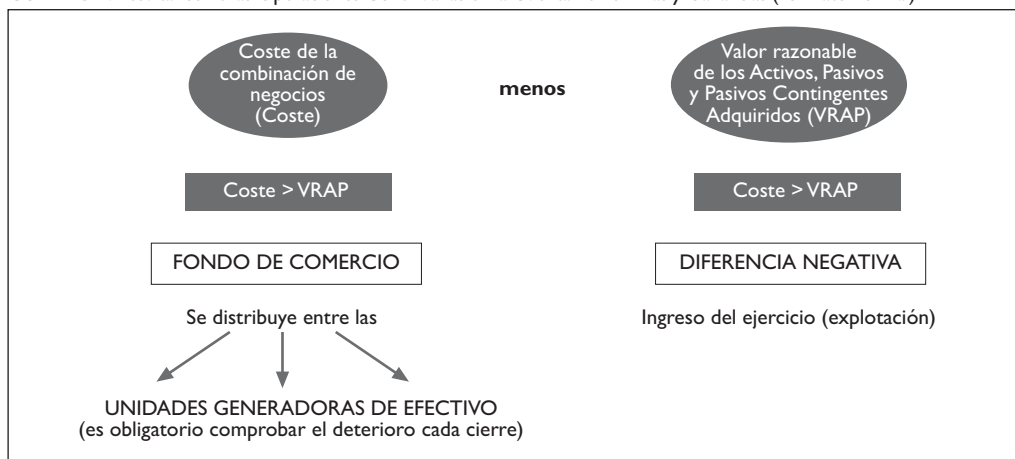 Coste de la
combinación de
negocios
(Coste)
menos
Valor razonable
de los Activos, Pasivos
y Pasivos Contingentes
Adquiridos (VRAP)
Coste > VRAP
Coste > VRAP
FONDO DE COMERCIO
DIFERENCIA NEGATIVA
Se distribuye entre las
Ingreso del ejercicio (explotación)
UNIDADES GENERADORAS DE EFECTIVO
(es obligatorio comprobar el deterioro cada cierre)